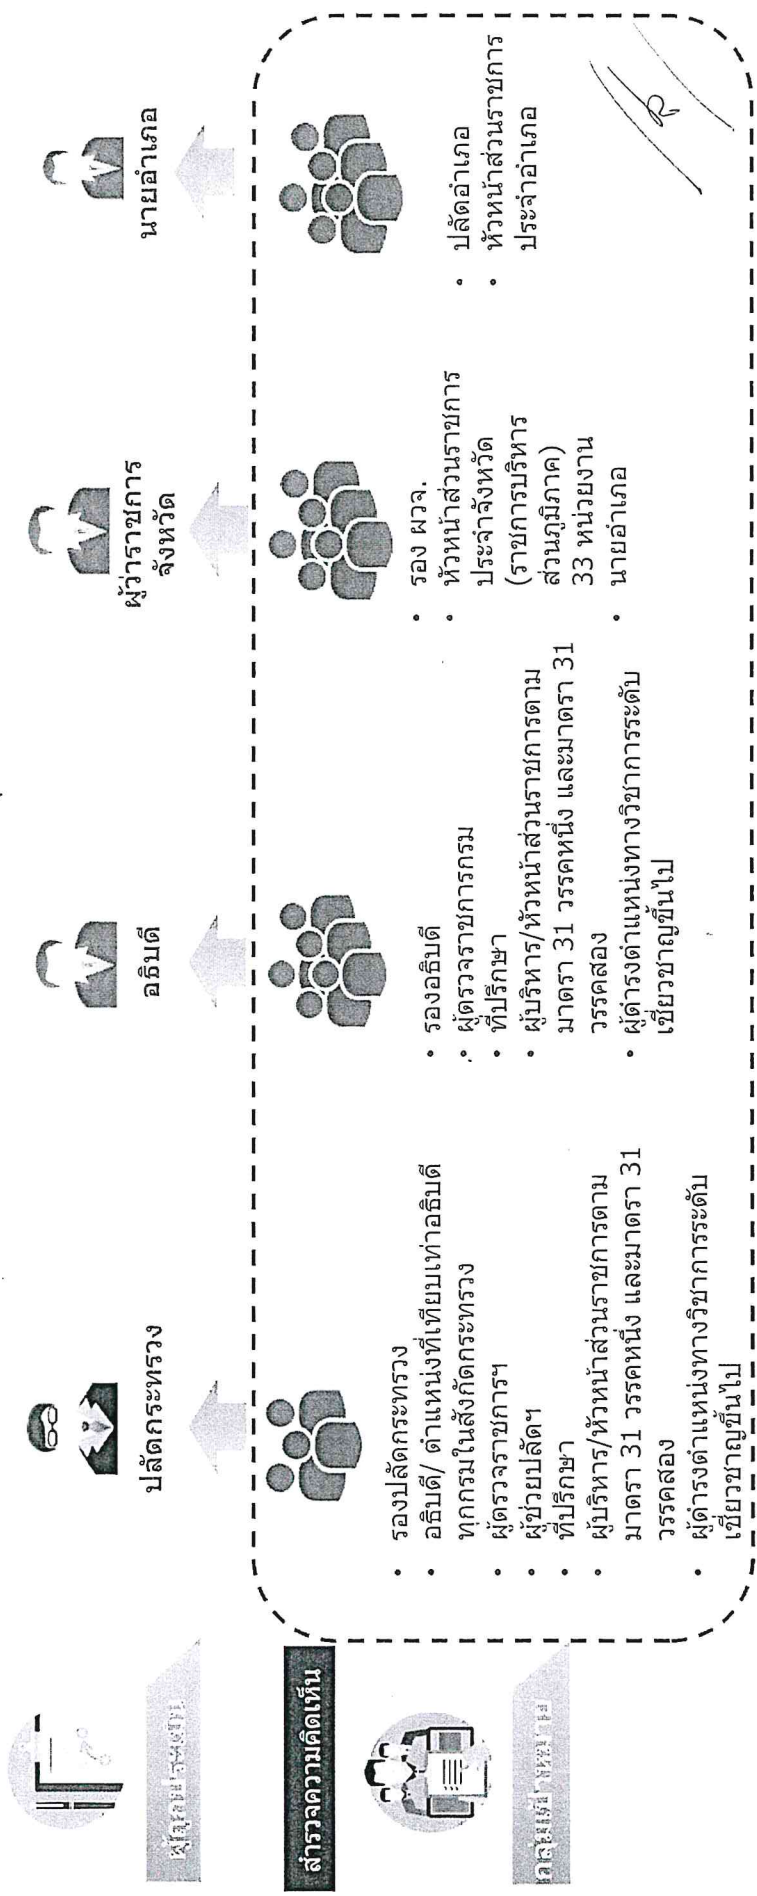 ผู้ถูกประเมิน
ปลัดกระทรวง
อธิบดี
ผู้ว่าราชการ
จังหวัด
นายอำเภอ
สำรวจความคิดเห็น
กลุ่มเป้าหมาย
• รองปลัดกระทรวง
• อธิบดี/ ตำแหน่งที่เทียบเท่าอธิบดี
ทุกกรมในสังกัดกระทรวง
• ผู้ตรวจราชการฯ
• ผู้ช่วยปลัดฯ
• ที่ปรึกษา
• ผู้บริหาร/หัวหน้าส่วนราชการตาม
มาตรา 31 วรรคหนึ่ง และมาตรา 31
วรรคสอง
• ผู้ดำรงตำแหน่งทางวิชาการระดับ
เชี่ยวชาญขึ้นไป
• รองอธิบดี
• ผู้ตรวจราชการกรม
• ที่ปรึกษา
• ผู้บริหาร/หัวหน้าส่วนราชการตาม
มาตรา 31 วรรคหนึ่ง และมาตรา 31
วรรคสอง
• ผู้ดำรงตำแหน่งทางวิชาการระดับ
เชี่ยวชาญขึ้นไป
• รอง ผวจ.
• หัวหน้าส่วนราชการ
ประจำจังหวัด
(ราชการบริหาร
ส่วนภูมิภาค)
33 หน่วยงาน
• นายอำเภอ
• ปลัดอำเภอ
• หัวหน้าส่วนราชการ
ประจำอำเภอ